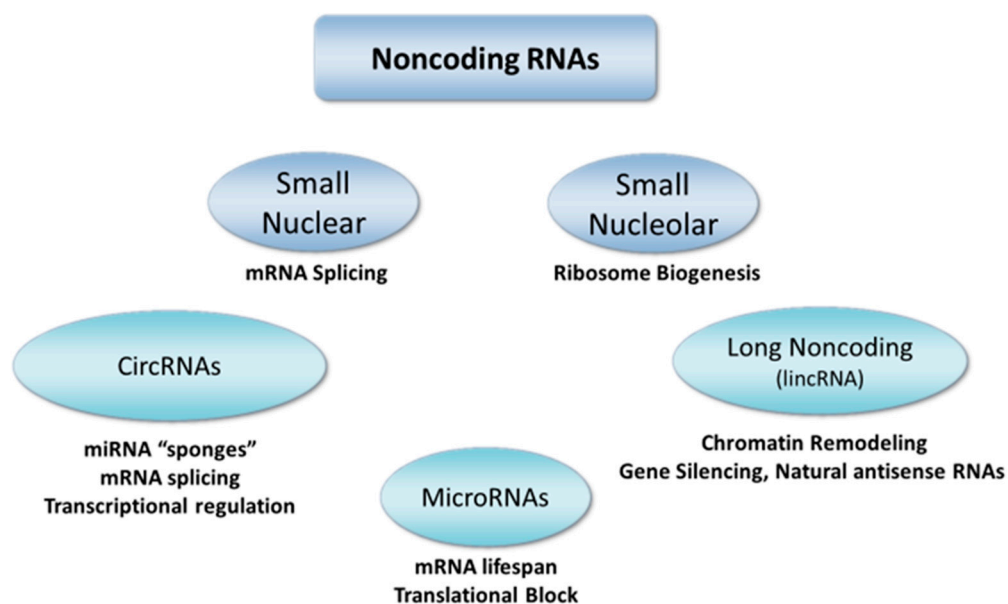 Noncoding RNAs
Small
Nuclear
mRNA Splicing
Small
Nucleolar
Ribosome Biogenesis
CircRNAs
miRNA “sponges”
mRNA splicing
Transcriptional regulation
Long Noncoding
(lincRNA)
Chromatin Remodeling
Gene Silencing, Natural antisense RNAs
MicroRNAs
mRNA lifespan
Translational Block